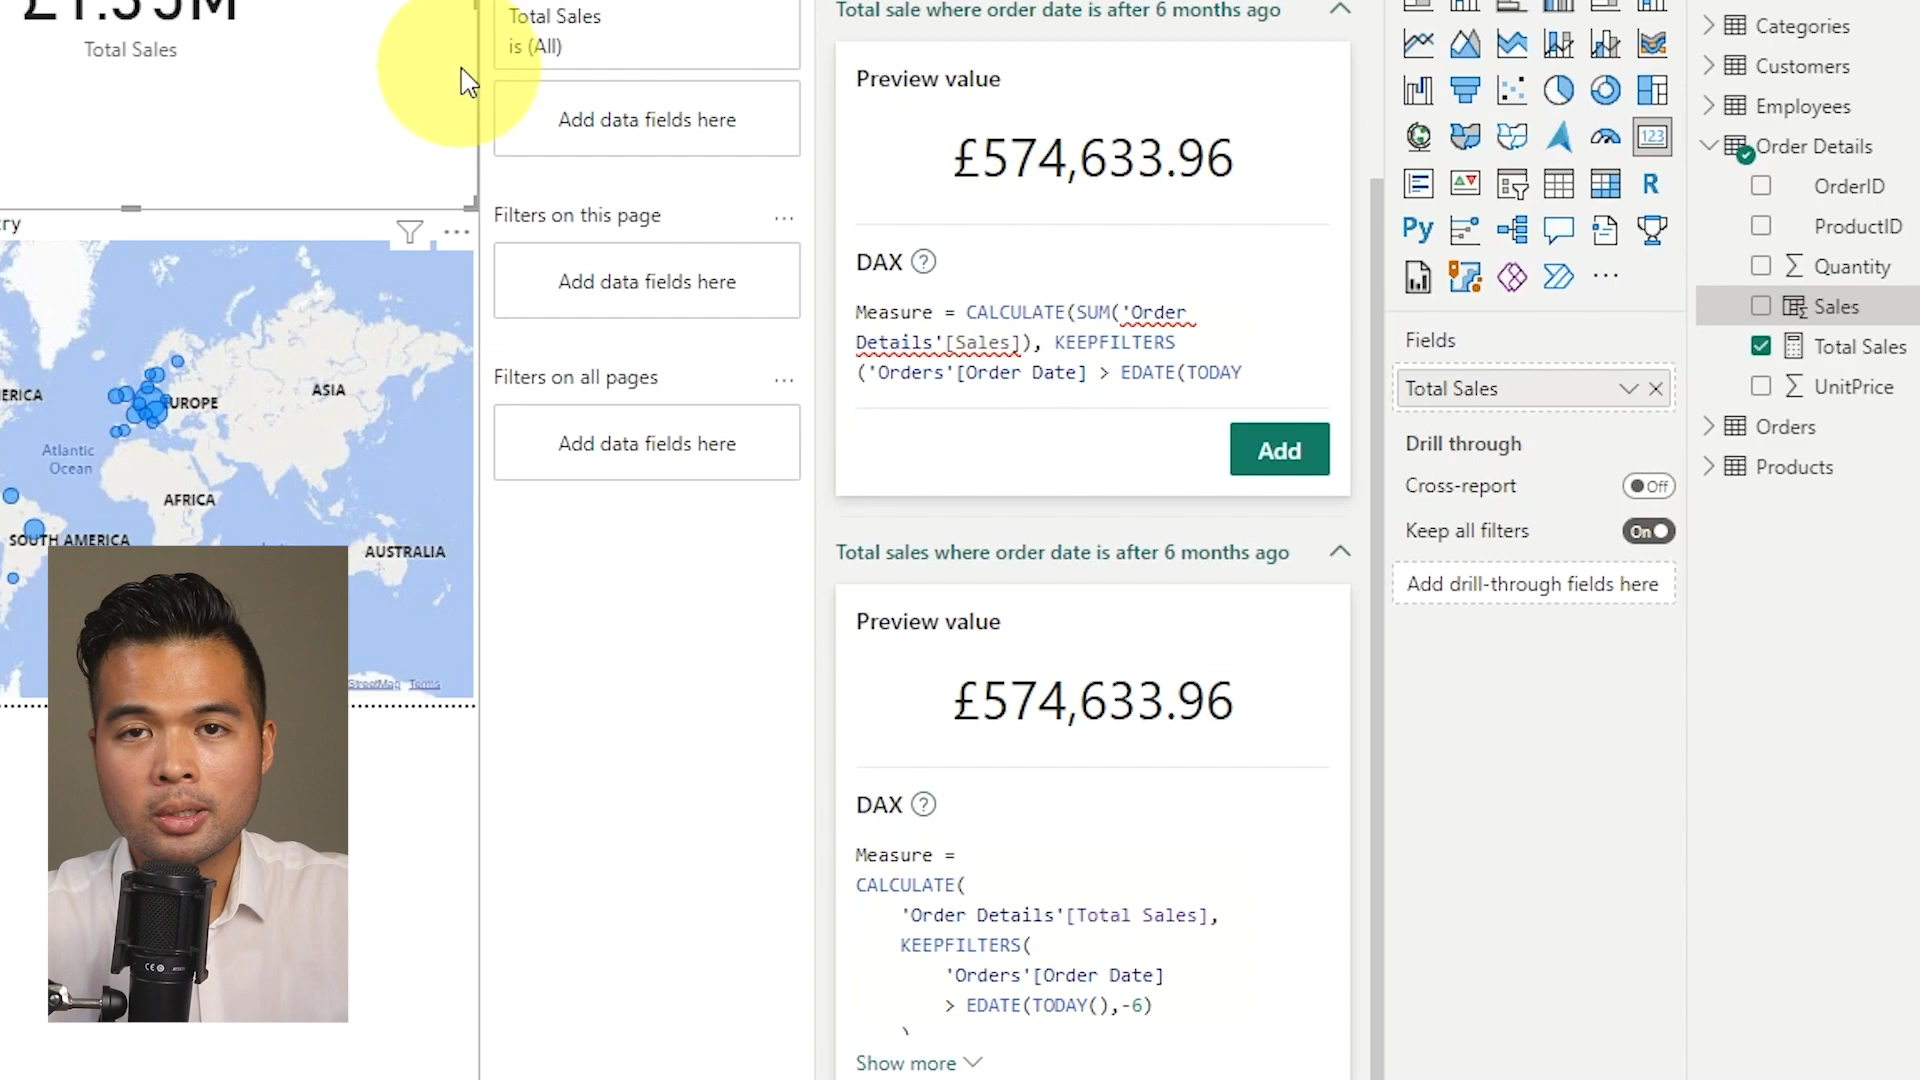 Total Sales
ry
ERICA
EUROPE
ASIA
Atlantic
Ocean
AFRICA
SOUTH AMERICA
AUSTRALIA
StreetMap Terms
Total Sales
is (All)
Add data fields here
Filters on this page
Add data fields here
Filters on all pages
Add data fields here
Total sale where order date is after 6 months ago
Preview value
£574,633.96
DAX ?
Measure = CALCULATE(SUM('Order
Details'[Sales]), KEEPFILTERS
('Orders'[Order Date] > EDATE(TODAY
Add
Total sales where order date is after 6 months ago
Preview value
£574,633.96
DAX ?
Measure =
CALCULATE(
'Order Details'[Total Sales],
KEEPFILTERS(
'Orders'[Order Date]
> EDATE(TODAY(),-6)
)
Show more
123
R
Py
Fields
Total Sales
Drill through
Cross-report
Off
Keep all filters
On
Add drill-through fields here
Categories
Customers
Employees
Order Details
OrderID
ProductID
Quantity
Sales
Total Sales
UnitPrice
Orders
Products